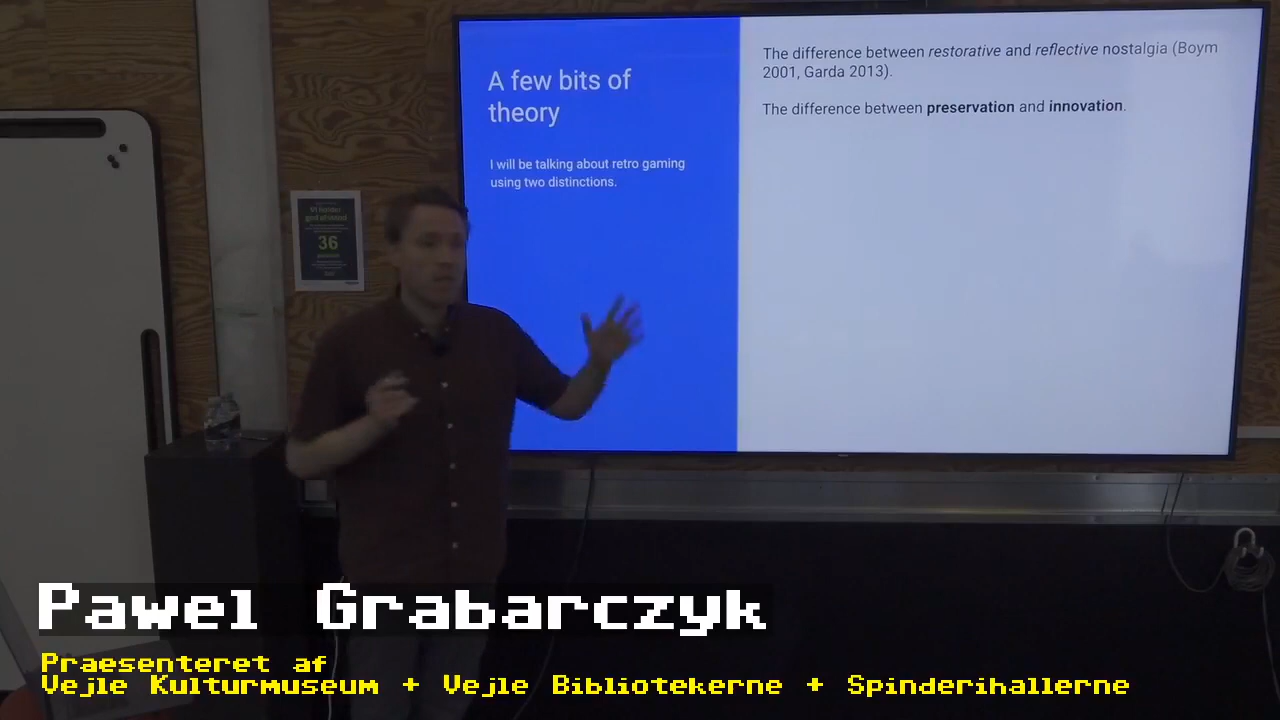 A few bits of
theory
I will be talking about retro gaming
using two distinctions.
The difference between restorative and reflective nostalgia (Boym
2001, Garda 2013).
The difference between preservation and innovation.
36
Pawel Grabarczyk
Praesenteret af
Vejle Kulturmuseum + Vejle Bibliotekerne + Spinderihallerne